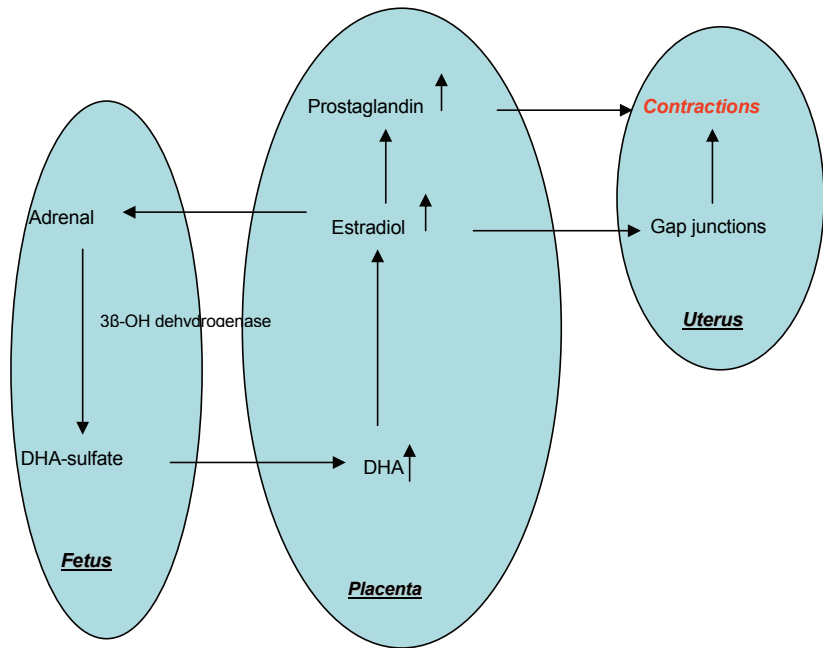 Prostaglandin
Contractions
Adrenal
Estradiol
Gap junctions
3ß-OH dehydrogenase
Uterus
DHA-sulfate
DHA
Fetus
Placenta